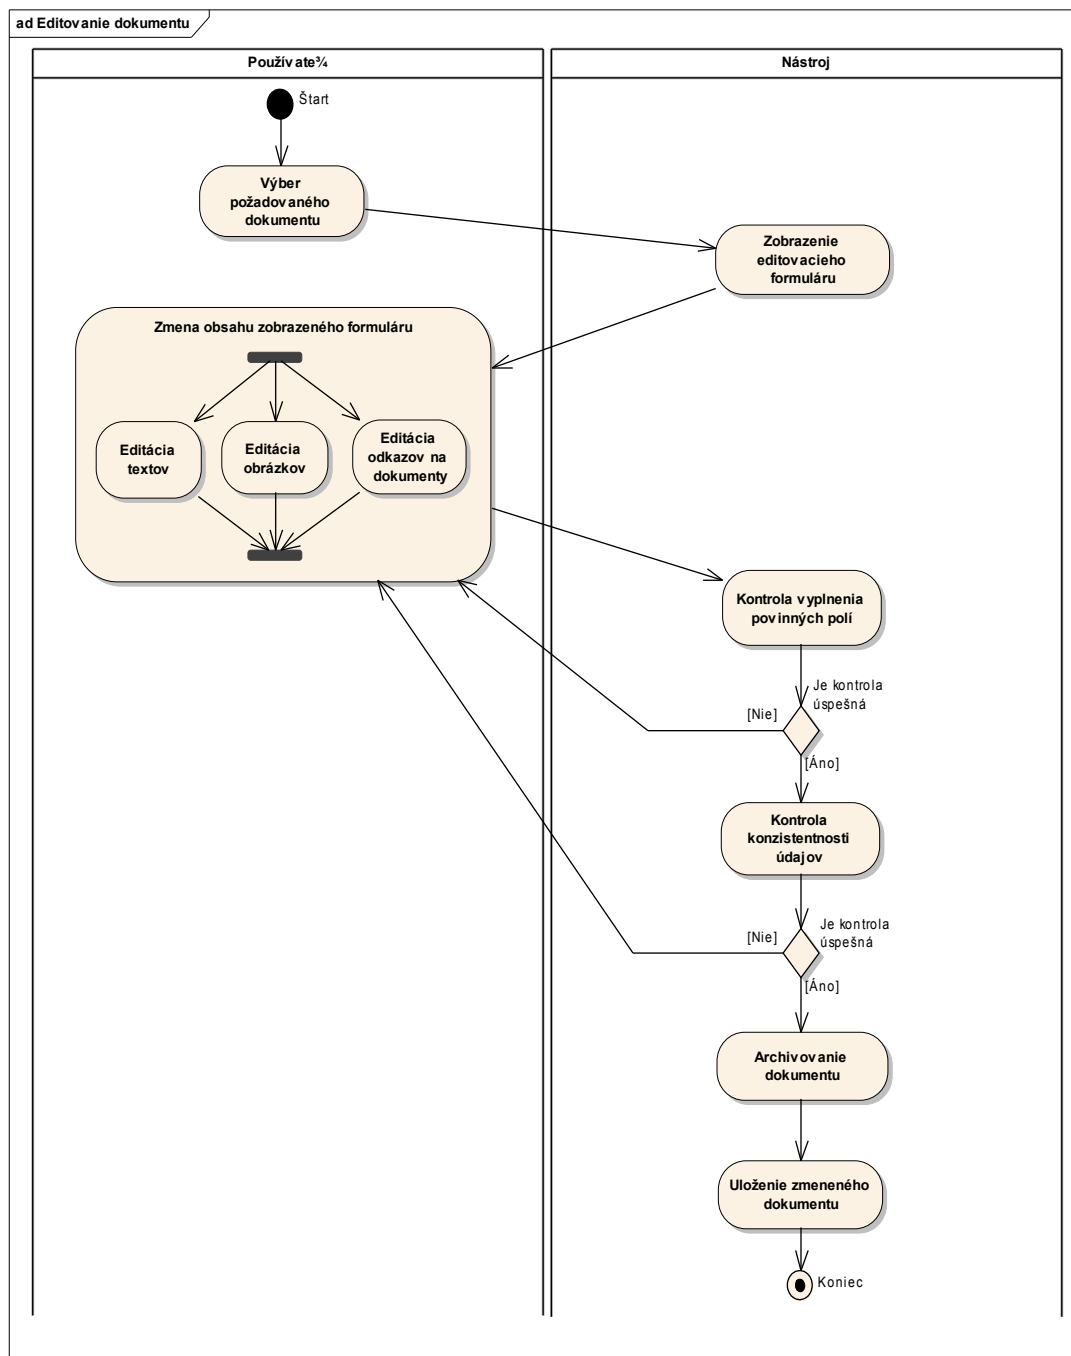 ad Editovanie dokumentu
Používate¾
Nástroj
Štart
Výber
požadovaného
dokumentu
Zobrazenie
editovacieho
formuláru
Zmena obsahu zobrazeného formuláru
Editácia
textov
Editácia
obrázkov
Editácia
odkazov na
dokumenty
Kontrola vyplnenia
povinných polí
Je kontrola
úspešná
[Nie]
[Áno]
Kontrola
konzistentnosti
údajov
Je kontrola
úspešná
[Nie]
[Áno]
Archivovanie
dokumentu
Uloženie zmeneného
dokumentu
Koniec